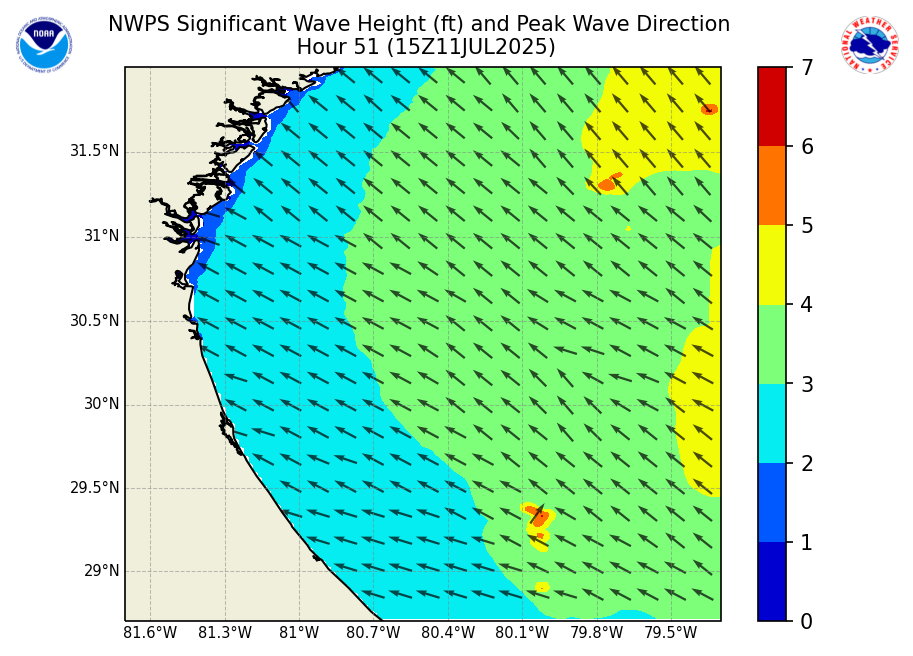 NWPS Significant Wave Height (ft) and Peak Wave Direction
Hour 51 (15Z11JUL2025)
NOAA
NATIONAL WEATHER SERVICE
31.5°N
31°N
30.5°N
30°N
29.5°N
29°N
81.6°W 81.3°W 81°W 80.7°W 80.4°W 80.1°W 79.8°W 79.5°W
7
6
5
4
3
2
1
0